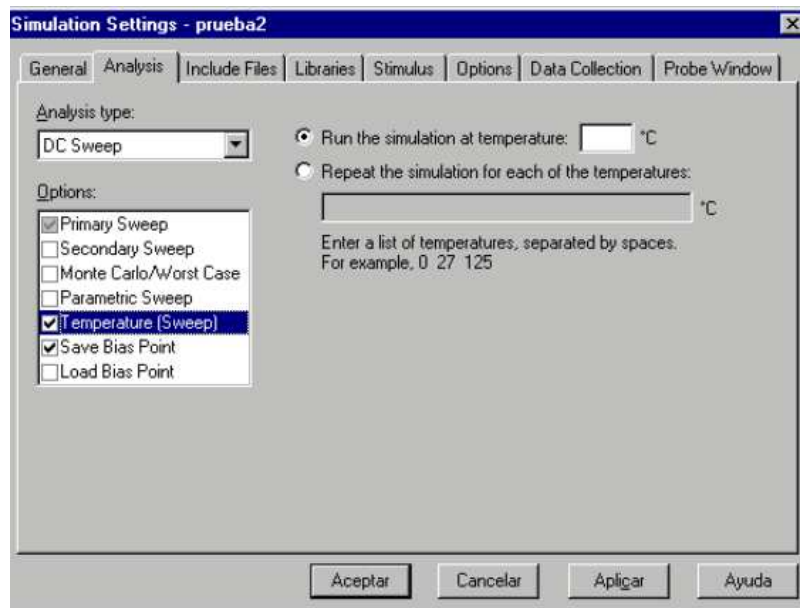 Simulation Settings - prueba2
General Analysis Include Files Libraries Stimulus Options Data Collection Probe Window
Analysis type:
DC Sweep
Options:
Primary Sweep
Secondary Sweep
Monte Carlo/Worst Case
Parametric Sweep
Temperature (Sweep)
Save Bias Point
Load Bias Point
Run the simulation at temperature: °C
Repeat the simulation for each of the temperatures:
°C
Enter a list of temperatures, separated by spaces.
For example, 0 27 125
Aceptar Cancelar Aplicar Ayuda